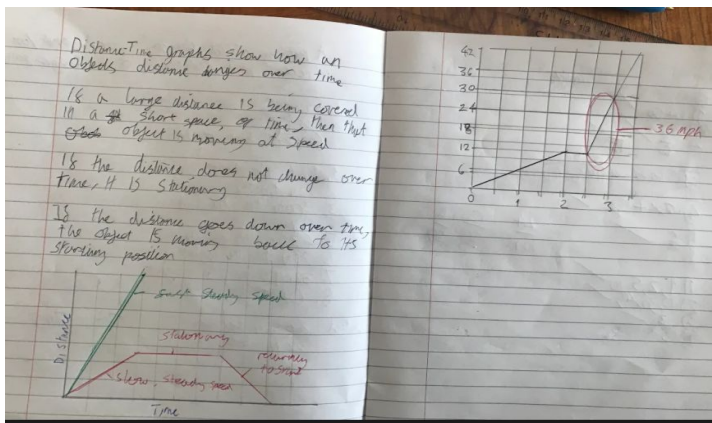 Distance-Time graphs show how an
Objects distance changes over time
If a large distance is being covered
in a short space, of time, then that
object is moving at speed
If the distance does not change over
time, it is stationary
If the distance goes down over time,
the object is moving back to its
starting position
Distance
steady speed
stationary
returning
to start
slow, steady speed
Time
42
36
30
24
18
12
6
0
1
2
3
36 mph